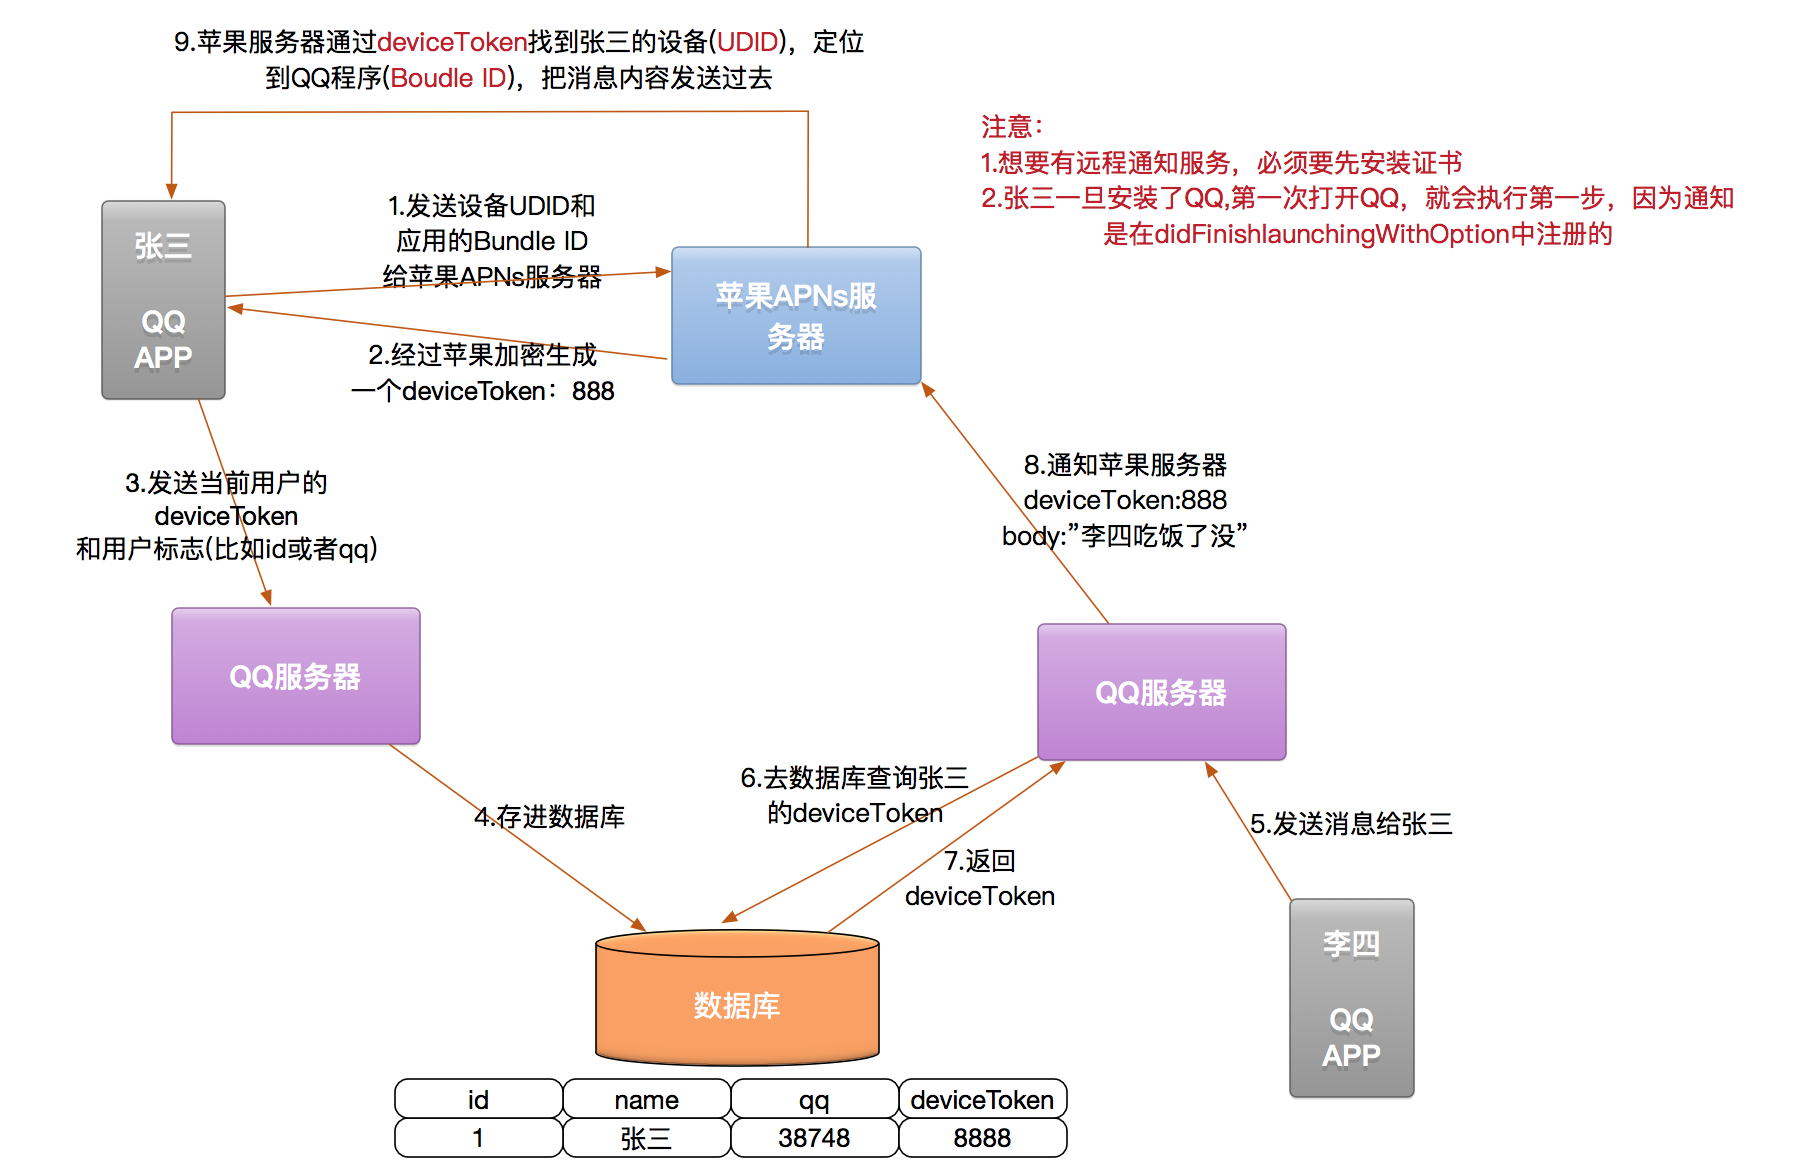 9.苹果服务器通过deviceToken找到张三的设备(UDID)，定位
到QQ程序(Boudle ID)，把消息内容发送过去
注意：
1.想要有远程通知服务，必须要先安装证书
2.张三一旦安装了QQ,第一次打开QQ，就会执行第一步，因为通知
是在didFinishlaunchingWithOption中注册的
张三
QQ
APP
1.发送设备UDID和
应用的Bundle ID
给苹果APNs服务器
苹果APNs服
务器
2.经过苹果加密生成
一个deviceToken：888
3.发送当前用户的
deviceToken
和用户标志(比如id或者qq)
8.通知苹果服务器
deviceToken:888
body:”李四吃饭了没”
QQ服务器
QQ服务器
4.存进数据库
6.去数据库查询张三
的deviceToken
7.返回
deviceToken
5.发送消息给张三
李四
QQ
APP
数据库
id name qq deviceToken
1 张三 38748 8888